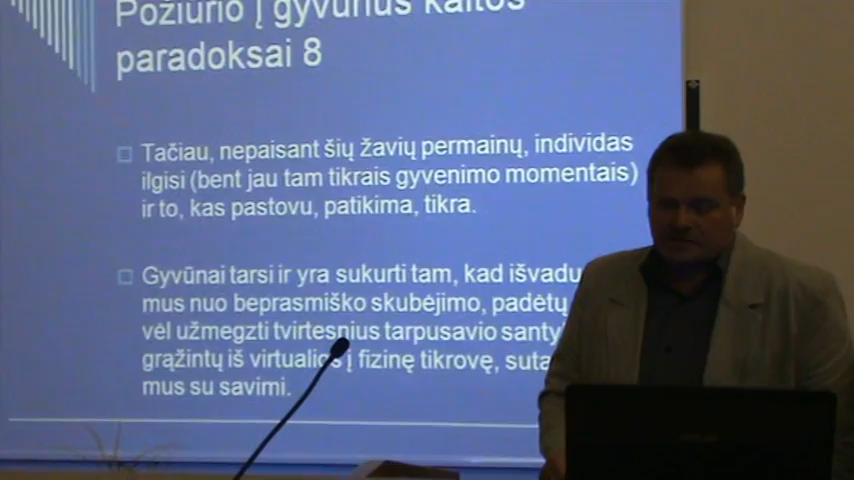 Požiūrio į gyvūnus kaitos
paradoksai 8
Tačiau, nepaisant šių žavių permainų, individas
ilgisi (bent jau tam tikrais gyvenimo momentais)
ir to, kas pastovu, patikima, tikra.
Gyvūnai tarsi ir yra sukurti tam, kad išvadu
mus nuo beprasmiško skubėjimo, padėtų
vėl užmegzti tvirtesnius tarpusavio santy
grąžintų iš virtualios į fizinę tikrovę, suta
mus su savimi.